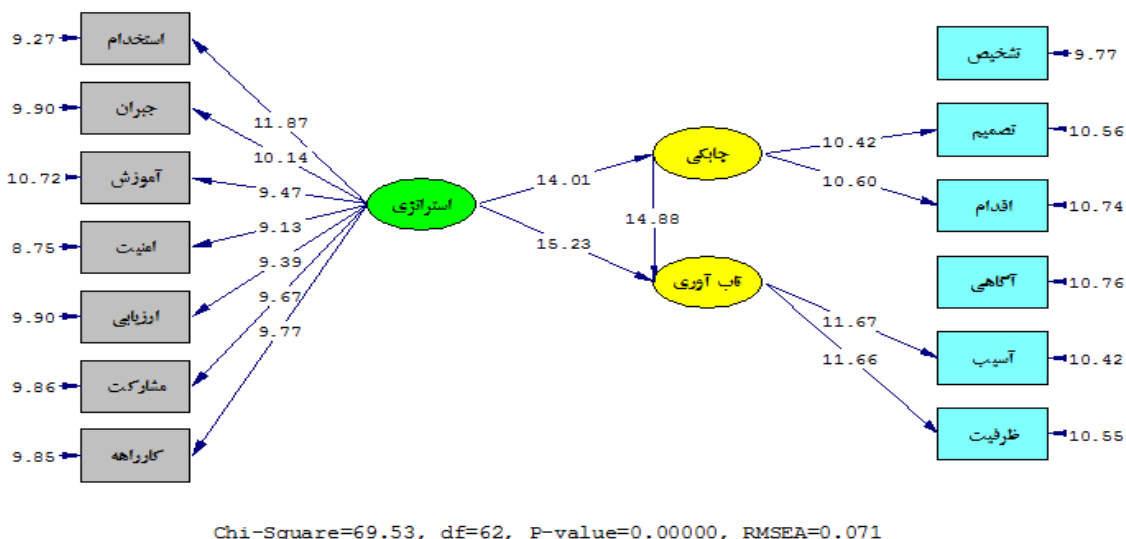 9.27
استخدام
9.90
جبران
10.72
آموزش
8.75
امنیت
9.90
ارزیابی
9.86
مشارکت
9.85
کارراهه
11.87
10.14
9.47
9.13
9.39
9.67
9.77
استراتژی
14.01
15.23
چابکی
14.88
تاب آوری
10.42
10.60
11.67
11.66
تشخیص
9.77
تصمیم
10.56
اقدام
10.74
آگاهی
10.76
آسیب
10.42
ظرفیت
10.55
Chi-Square=69.53, df=62, P-value=0.00000, RMSEA=0.071